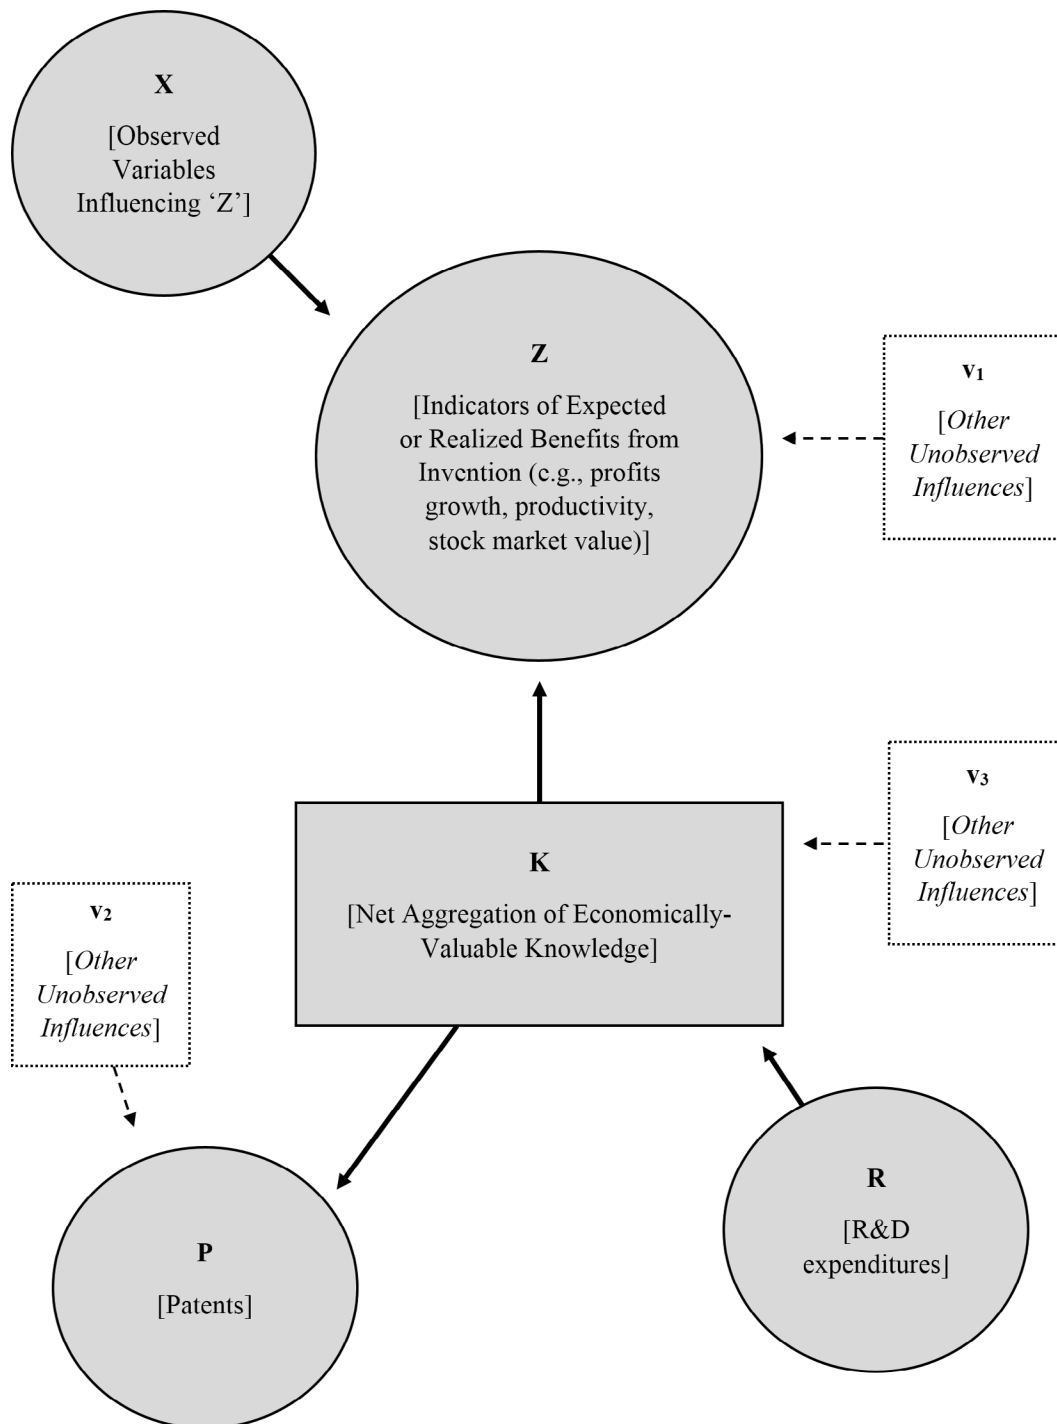 X
[Observed
Variables
Influencing ‘Z’]
Z
[Indicators of Expected
or Realized Benefits from
Invention (e.g., profits
growth, productivity,
stock market value)]
v₁
[Other
Unobserved
Influences]
v₃
[Other
Unobserved
Influences]
K
[Net Aggregation of Economically-
Valuable Knowledge]
v₂
[Other
Unobserved
Influences]
R
[R&D
expenditures]
P
[Patents]